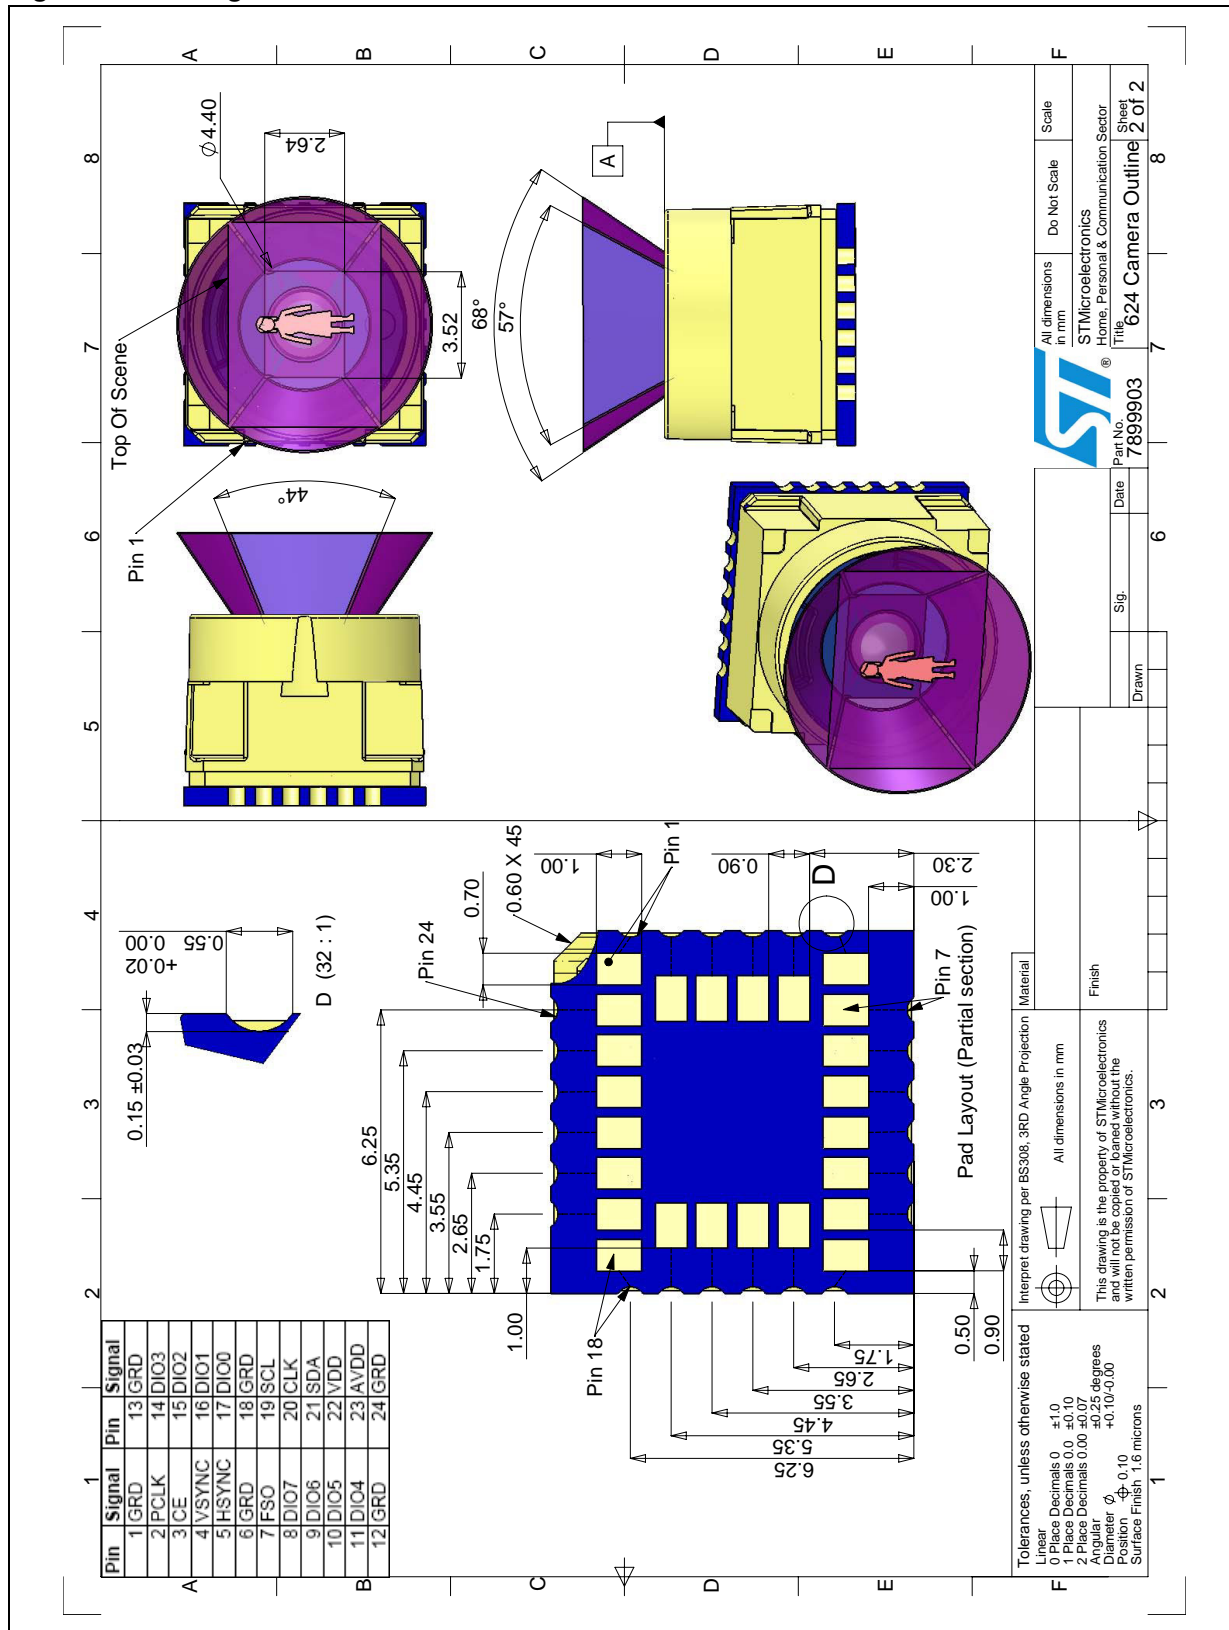 A
B
C
D
E
F
8
7
6
5
4
3
2
1
Top Of Scene
Pin 1
∅4.40
2.64
3.52
44°
68°
57°
A
0.15 ±0.03
+0.02
0.00
0.55
D (32 : 1)
Pin 24
0.70
0.60 X 45
1.00
Pin 1
0.90
D
2.30
1.00
Pin 7
Pad Layout (Partial section)
6.25
5.35
4.45
3.55
2.65
1.75
1.00
Pin 18
6.25
5.35
4.45
3.55
2.65
1.75
0.50
0.90
Pin Signal Pin Signal
1 GRD 13 GRD
2 PCLK 14 DIO3
3 CE 15 DIO2
4 VSYNC 16 DIO1
5 HSYNC 17 DIO0
6 GRD 18 GRD
7 FSO 19 SCL
8 DIO7 20 CLK
9 DIO6 21 SDA
10 DIO5 22 VDD
11 DIO4 23 AVDD
12 GRD 24 GRD
Tolerances, unless otherwise stated
Linear
0 Place Decimals 0 ±1.0
1 Place Decimals 0.0 ±0.10
2 Place Decimals 0.00 ±0.07
Angular ±0.25 degrees
Diameter ∅ +0.10/-0.00
Position ⌖ 0.10
Surface Finish 1.6 microns
Interpret drawing per BS308, 3RD Angle Projection
All dimensions in mm
This drawing is the property of STMicroelectronics
and will not be copied or loaned without the
written permission of STMicroelectronics.
Material
Finish
Drawn
Sig.
Date
Part No.
7899903
ST ®
All dimensions
in mm
Do Not Scale
Scale
STMicroelectronics
Home, Personal & Communication Sector
Title
624 Camera Outline
Sheet
2 of 2
A
B
C
D
E
F
8
7
6
4
3
2
1